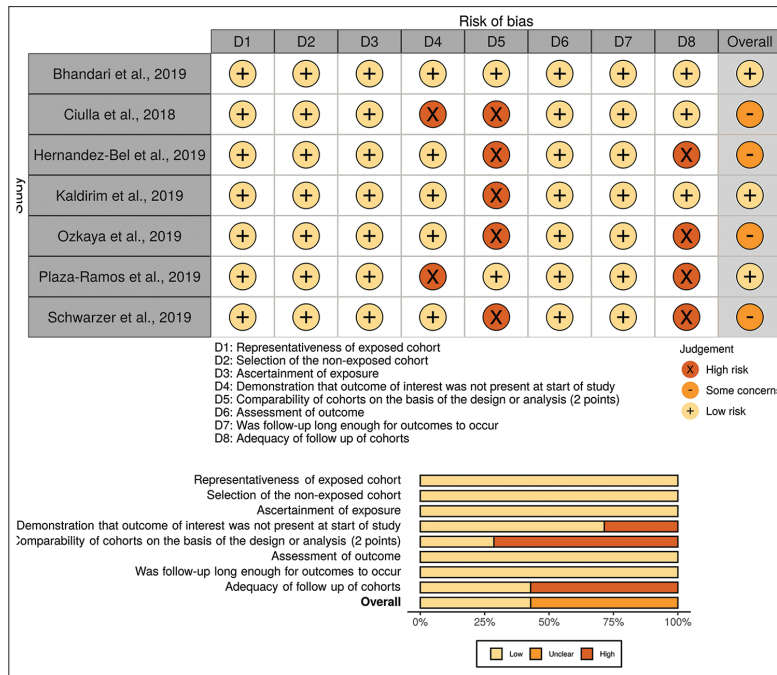 Risk of bias
D1 D2 D3 D4 D5 D6 D7 D8 Overall
Study
Bhandari et al., 2019 + + + + + + + + +
Ciulla et al., 2018 + + + X X + + + -
Hernandez-Bel et al., 2019 + + + + X + + X -
Kaldirim et al., 2019 + + + + X + + + +
Ozkaya et al., 2019 + + + + X + + X -
Plaza-Ramos et al., 2019 + + + X + + + X +
Schwarzer et al., 2019 + + + + X + + X -
D1: Representativeness of exposed cohort
D2: Selection of the non-exposed cohort
D3: Ascertainment of exposure
D4: Demonstration that outcome of interest was not present at start of study
D5: Comparability of cohorts on the basis of the design or analysis (2 points)
D6: Assessment of outcome
D7: Was follow-up long enough for outcomes to occur
D8: Adequacy of follow up of cohorts
Judgement
X High risk
- Some concerns
+ Low risk
Representativeness of exposed cohort
Selection of the non-exposed cohort
Ascertainment of exposure
Demonstration that outcome of interest was not present at start of study
Comparability of cohorts on the basis of the design or analysis (2 points)
Assessment of outcome
Was follow-up long enough for outcomes to occur
Adequacy of follow up of cohorts
Overall
0% 25% 50% 75% 100%
Low Unclear High